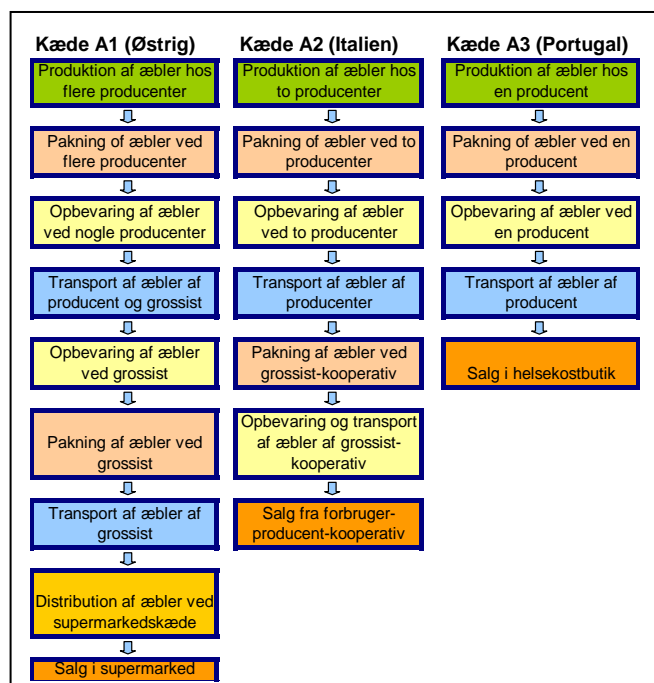 Kæde A1 (Østrig)
Produktion af æbler hos
flere producenter
Pakning of æbler ved
flere producenter
Opbevaring af æbler
ved nogle producenter
Transport af æbler af
producent og grossist
Opbevaring af æbler
ved grossist
Pakning af æbler ved
grossist
Transport af æbler af
grossist
Distribution af æbler ved
supermarkedskæde
Salg i supermarked
Kæde A2 (Italien)
Produktion af æbler hos
to producenter
Pakning of æbler ved to
producenter
Opbevaring af æbler
ved to producenter
Transport af æbler af
producenter
Pakning af æbler ved
grossist-kooperativ
Opbevaring og transport
af æbler af grossist-
kooperativ
Salg fra forbruger-
producent-kooperativ
Kæde A3 (Portugal)
Produktion af æbler hos
en producent
Pakning of æbler ved en
producent
Opbevaring af æbler ved
en producent
Transport af æbler af
producent
Salg i helsekostbutik